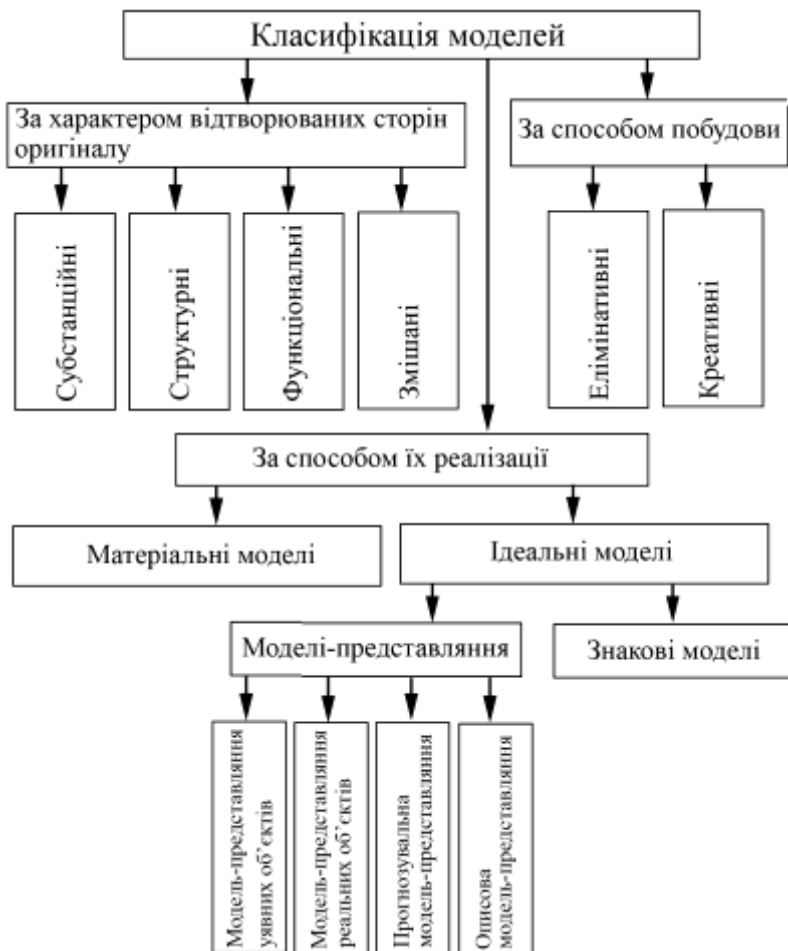 Класифікація моделей
За характером відтворюваних сторін
оригіналу
За способом побудови
Субстанційні
Структурні
Функціональні
Змішані
Елімінативні
Креативні
За способом їх реалізації
Матеріальні моделі
Ідеальні моделі
Моделі-представляння
Знакові моделі
Модель-представляння
уявних об`єктів
Модель-представляння
реальних об`єктів
Прогнозувальна
модель-представляння
Описова
модель-представляння